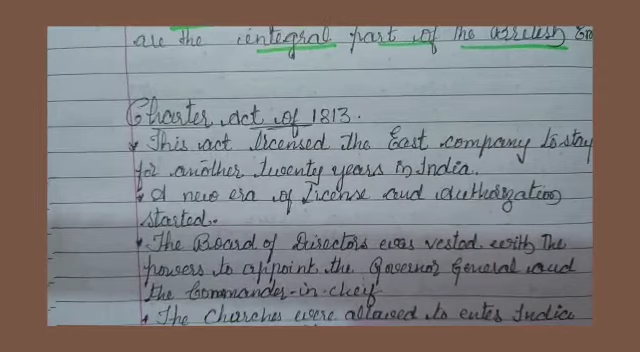 are the integral part of the British Em
Charter Act of 1813.
• This act licensed the East company to stay
for another twenty years in India.
• A new era of License and authorization
started.
• The Board of Directors was vested with the
powers to appoint the Governor General and
the Commander-in-cheif
• The Churches were allowed to enter India